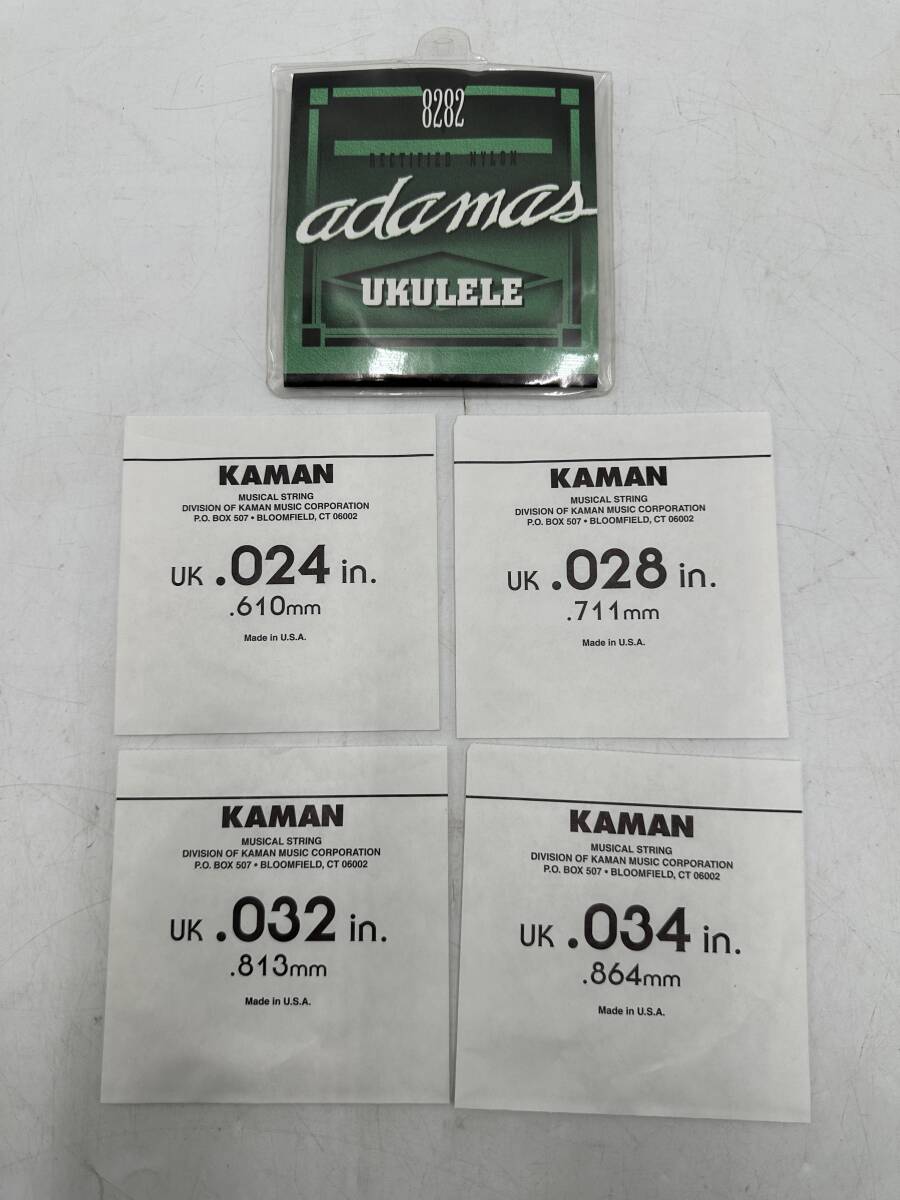 8282
RECTIFIED NYLON
adamas
UKULELE
KAMAN
MUSICAL STRING
DIVISION OF KAMAN MUSIC CORPORATION
P.O. BOX 507 • BLOOMFIELD, CT 06002
UK .024 in.
.610mm
Made in U.S.A.
KAMAN
MUSICAL STRING
DIVISION OF KAMAN MUSIC CORPORATION
P.O. BOX 507 • BLOOMFIELD, CT 06002
UK .028 in.
.711mm
Made in U.S.A.
KAMAN
MUSICAL STRING
DIVISION OF KAMAN MUSIC CORPORATION
P.O. BOX 507 • BLOOMFIELD, CT 06002
UK .032 in.
.813mm
Made in U.S.A.
KAMAN
MUSICAL STRING
DIVISION OF KAMAN MUSIC CORPORATION
P.O. BOX 507 • BLOOMFIELD, CT 06002
UK .034 in.
.864mm
Made in U.S.A.